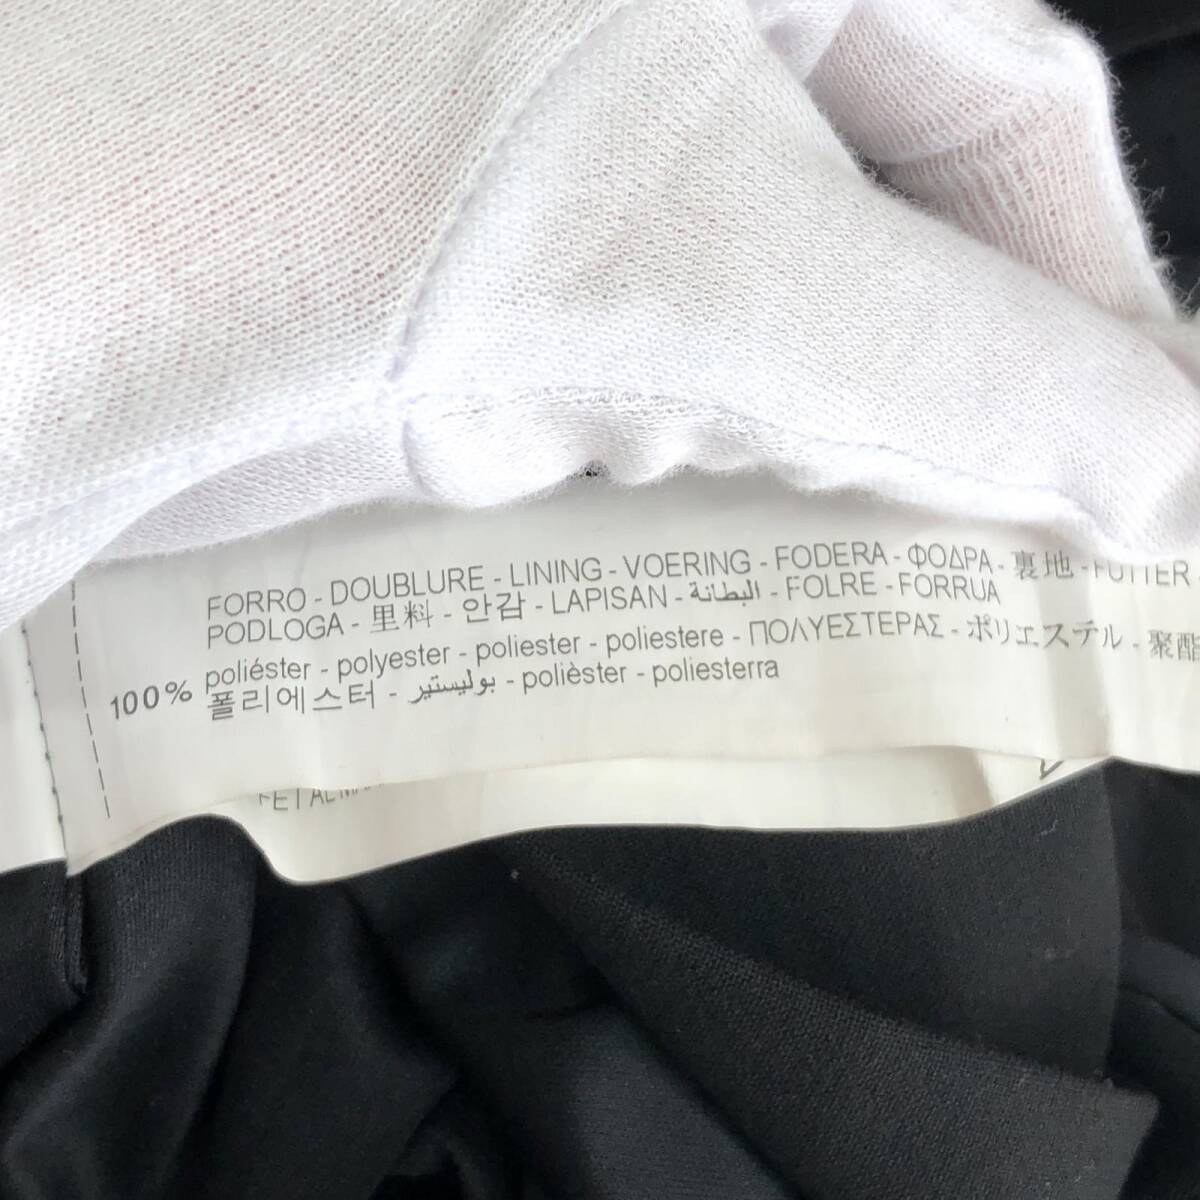 FORRO - DOUBLURE - LINING - VOERING - FODERA - ΦΟΔΡΑ - 裏地 - FUTTER
PODLOGA - 里料 - 안감 - LAPISAN - البطانة - FOLRE - FORRUA
100% poliéster - polyester - poliester - poliestere - ΠΟΛΥΕΣΤΕΡΑΣ - ポリエステル - 聚酯
폴리에스터 - بوليستير - polièster - poliesterra